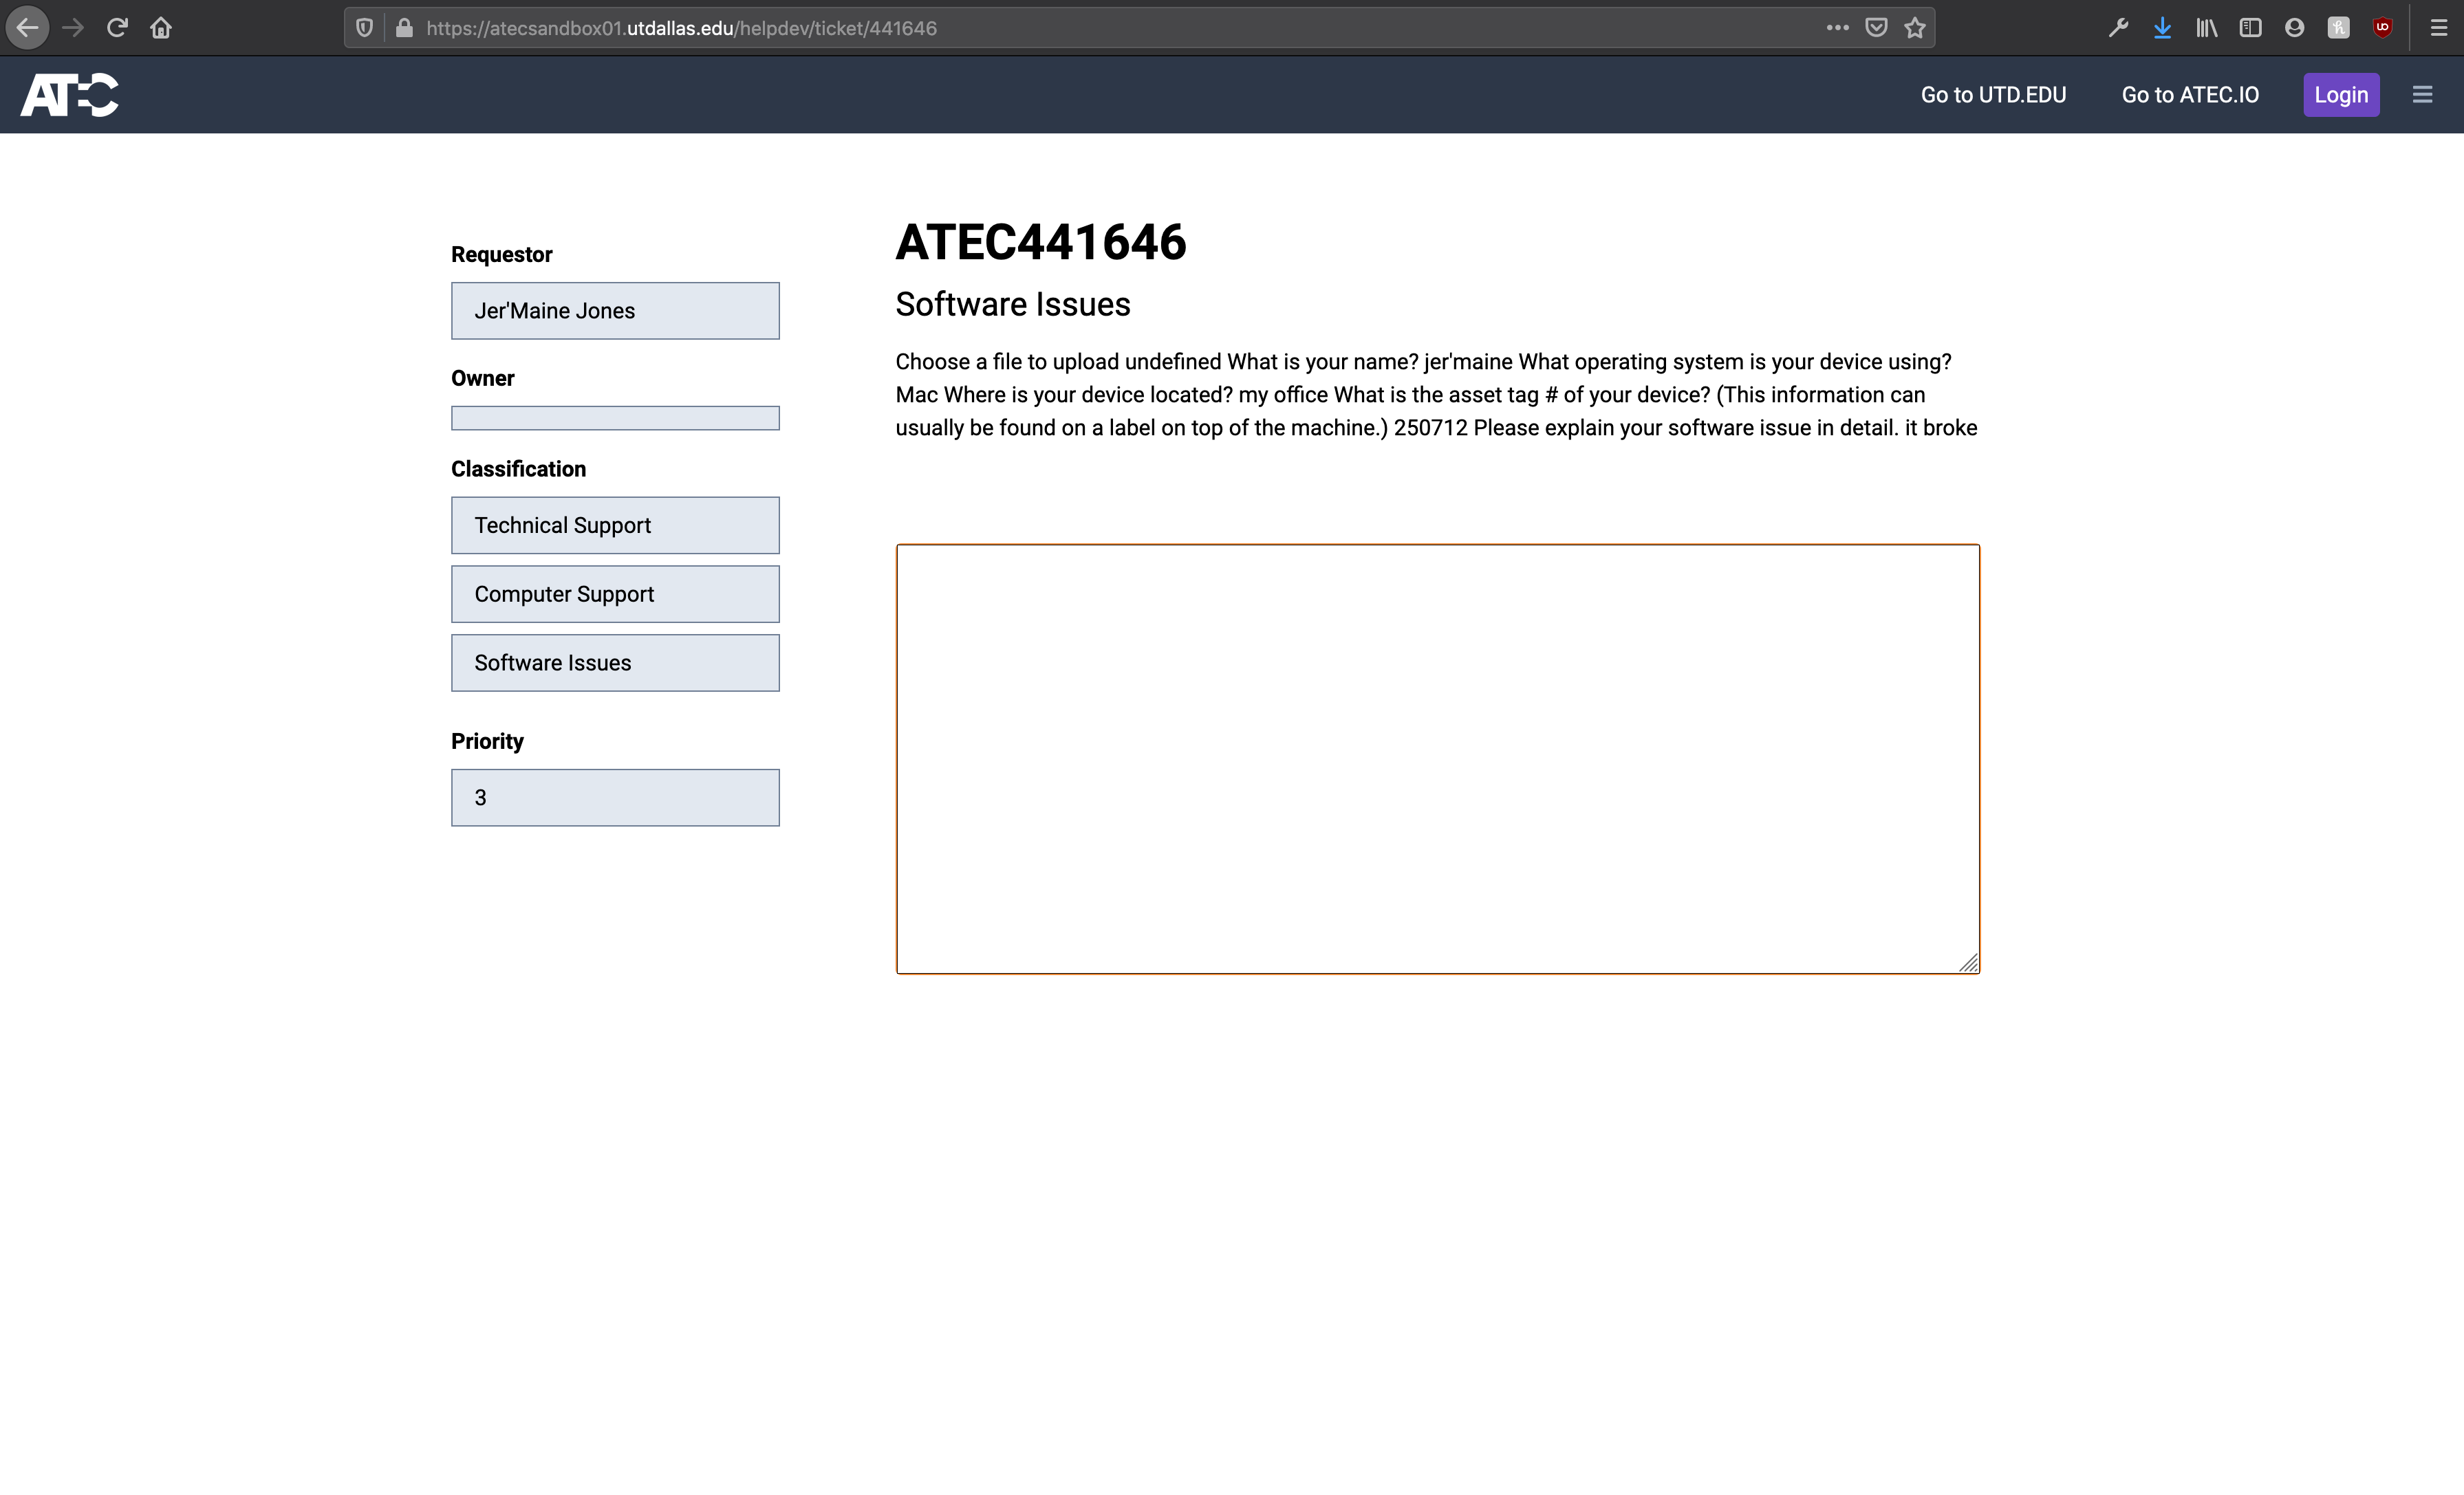 https://atecsandbox01.utdallas.edu/helpdev/ticket/441646
ATEC
Go to UTD.EDU
Go to ATEC.IO
Login
Requestor
Jer'Maine Jones
Owner
Classification
Technical Support
Computer Support
Software Issues
Priority
3
ATEC441646
Software Issues
Choose a file to upload undefined What is your name? jer'maine What operating system is your device using?
Mac Where is your device located? my office What is the asset tag # of your device? (This information can
usually be found on a label on top of the machine.) 250712 Please explain your software issue in detail. it broke